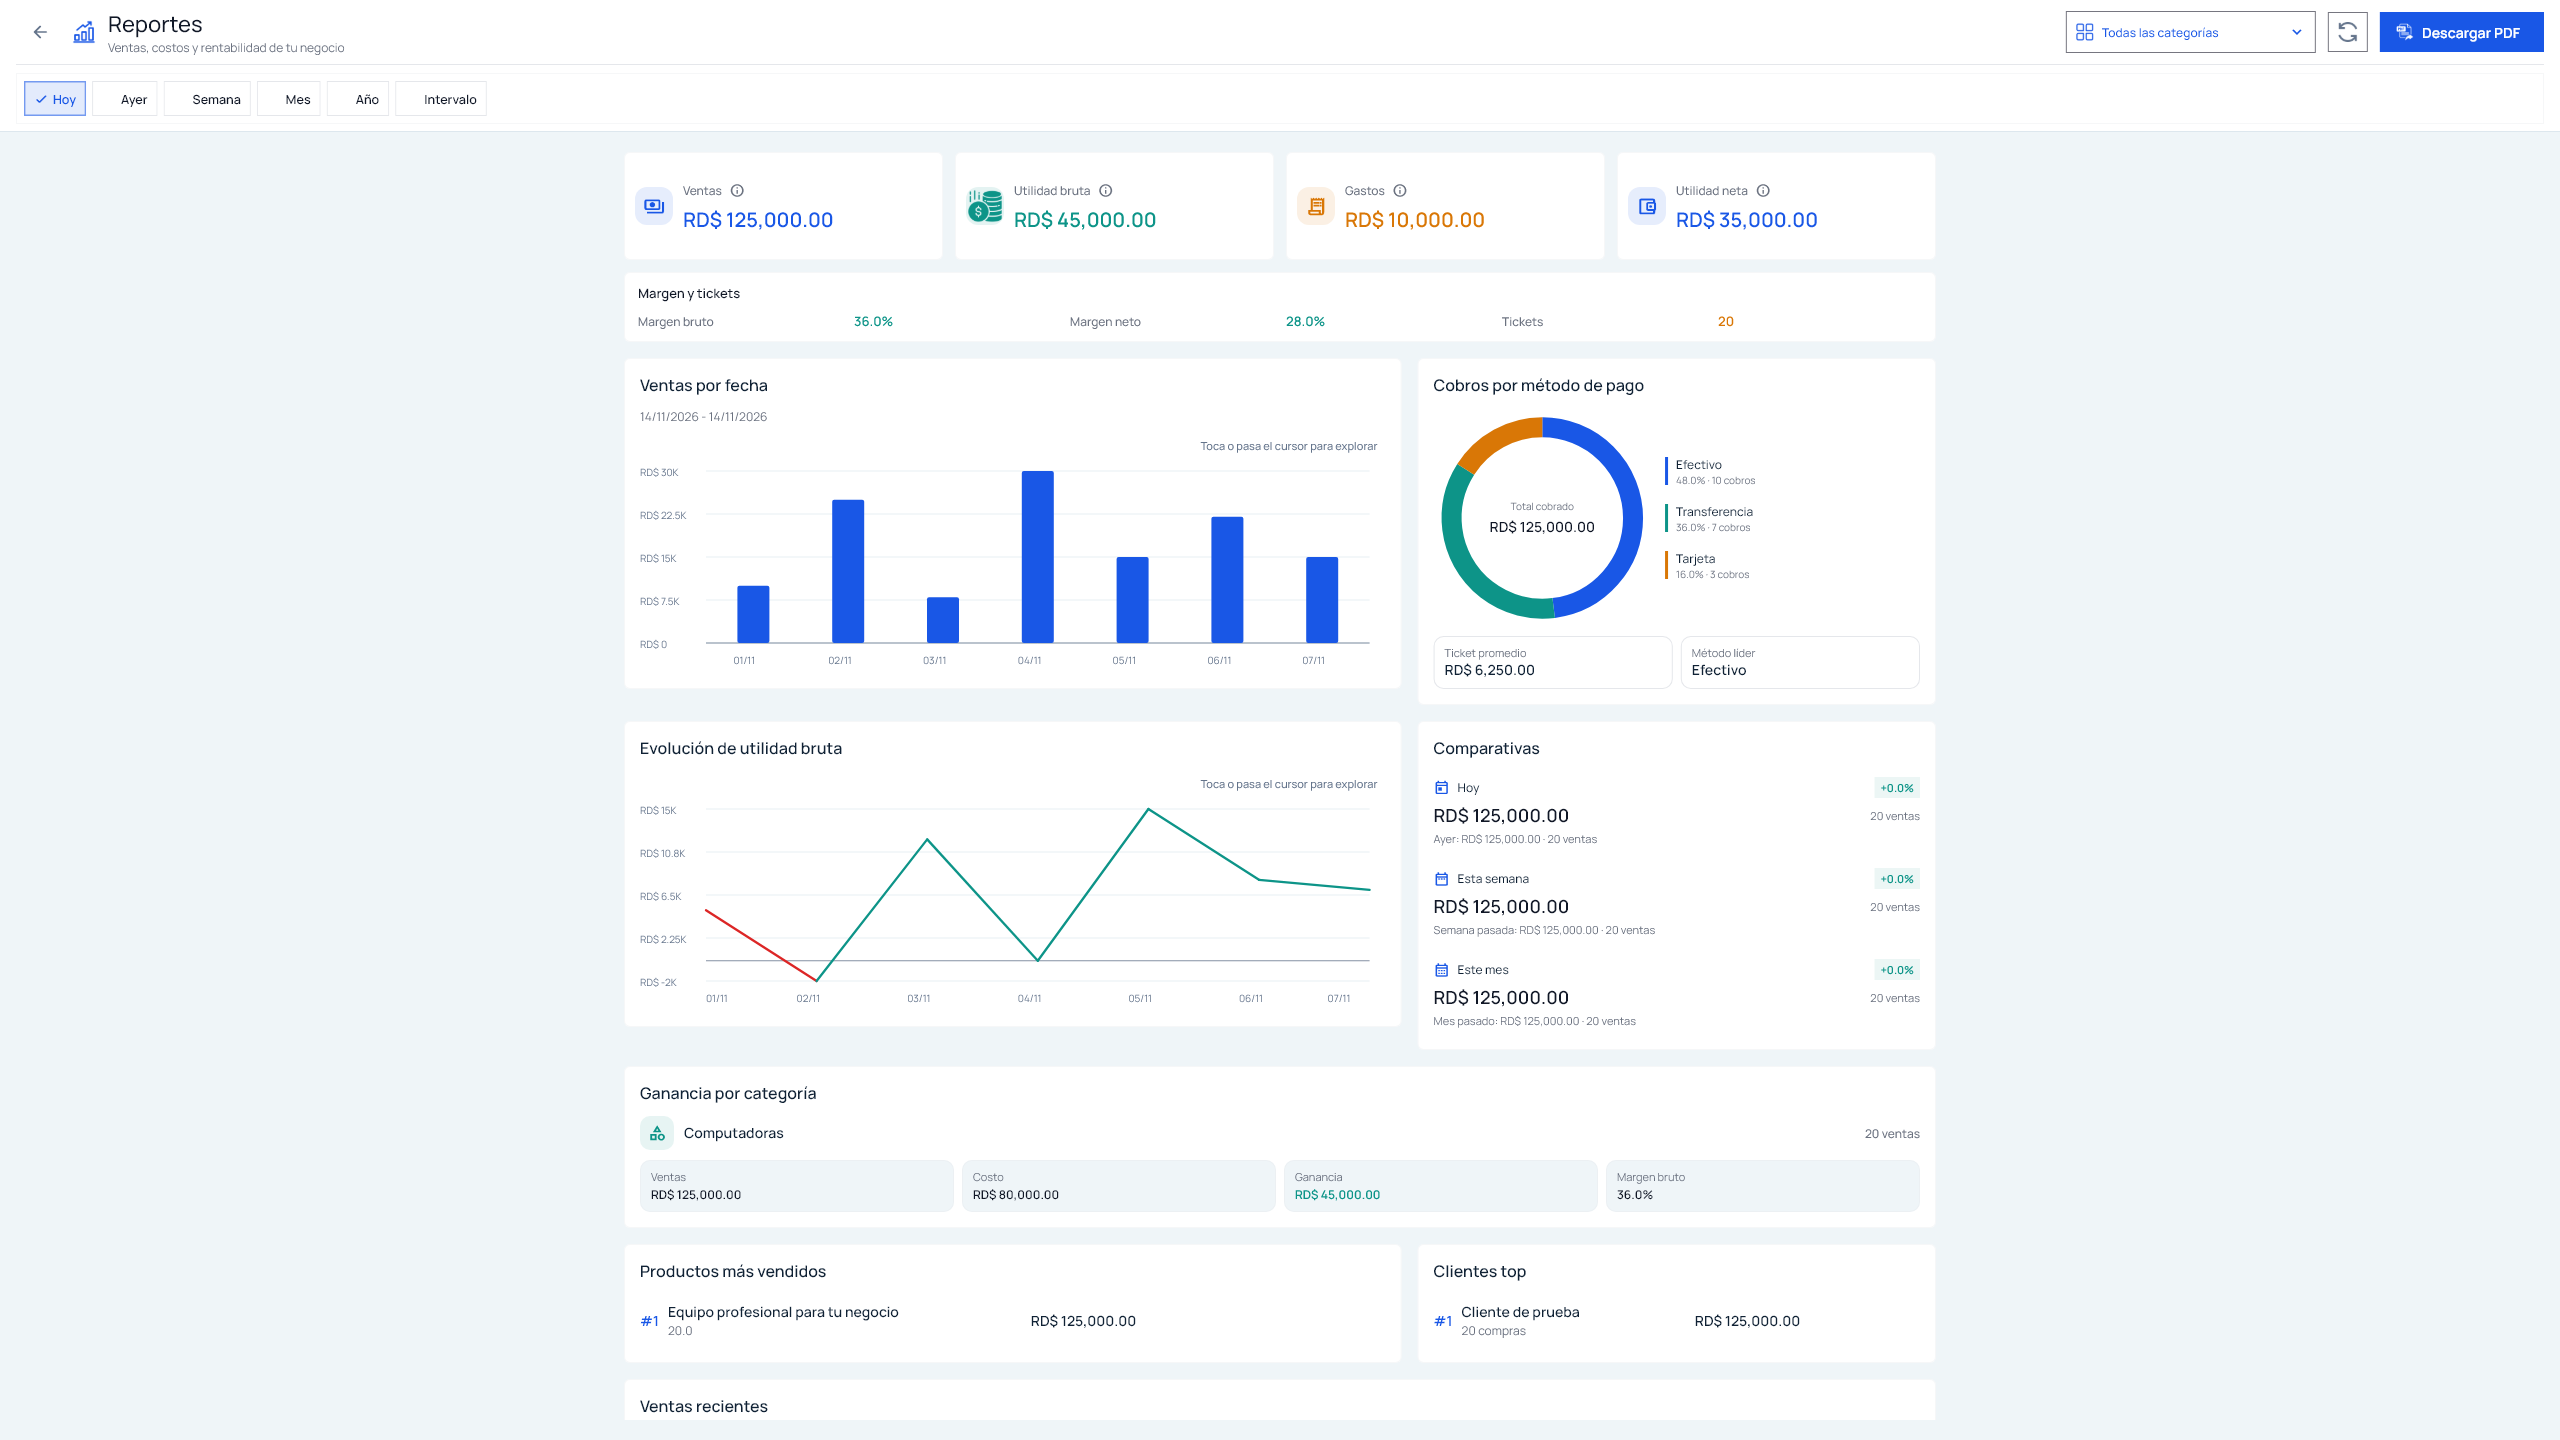 Reportes
Ventas, costos y rentabilidad de tu negocio
Todas las categorías
Descargar PDF
Hoy
Ayer
Semana
Mes
Año
Intervalo
Ventas
RD$ 125,000.00
Utilidad bruta
RD$ 45,000.00
Gastos
RD$ 10,000.00
Utilidad neta
RD$ 35,000.00
Margen y tickets
Margen bruto 36.0%
Margen neto 28.0%
Tickets 20
Ventas por fecha
14/11/2026 - 14/11/2026
Toca o pasa el cursor para explorar
RD$ 30K
RD$ 22.5K
RD$ 15K
RD$ 7.5K
RD$ 0
01/11 02/11 03/11 04/11 05/11 06/11 07/11
Cobros por método de pago
Total cobrado
RD$ 125,000.00
Efectivo
48.0% · 10 cobros
Transferencia
36.0% · 7 cobros
Tarjeta
16.0% · 3 cobros
Ticket promedio
RD$ 6,250.00
Método líder
Efectivo
Evolución de utilidad bruta
Toca o pasa el cursor para explorar
RD$ 15K
RD$ 10.8K
RD$ 6.5K
RD$ 2.25K
RD$ -2K
01/11 02/11 03/11 04/11 05/11 06/11 07/11
Comparativas
Hoy +0.0%
RD$ 125,000.00 20 ventas
Ayer: RD$ 125,000.00 · 20 ventas
Esta semana +0.0%
RD$ 125,000.00 20 ventas
Semana pasada: RD$ 125,000.00 · 20 ventas
Este mes +0.0%
RD$ 125,000.00 20 ventas
Mes pasado: RD$ 125,000.00 · 20 ventas
Ganancia por categoría
Computadoras 20 ventas
Ventas
RD$ 125,000.00
Costo
RD$ 80,000.00
Ganancia
RD$ 45,000.00
Margen bruto
36.0%
Productos más vendidos
#1 Equipo profesional para tu negocio RD$ 125,000.00
20.0
Clientes top
#1 Cliente de prueba RD$ 125,000.00
20 compras
Ventas recientes